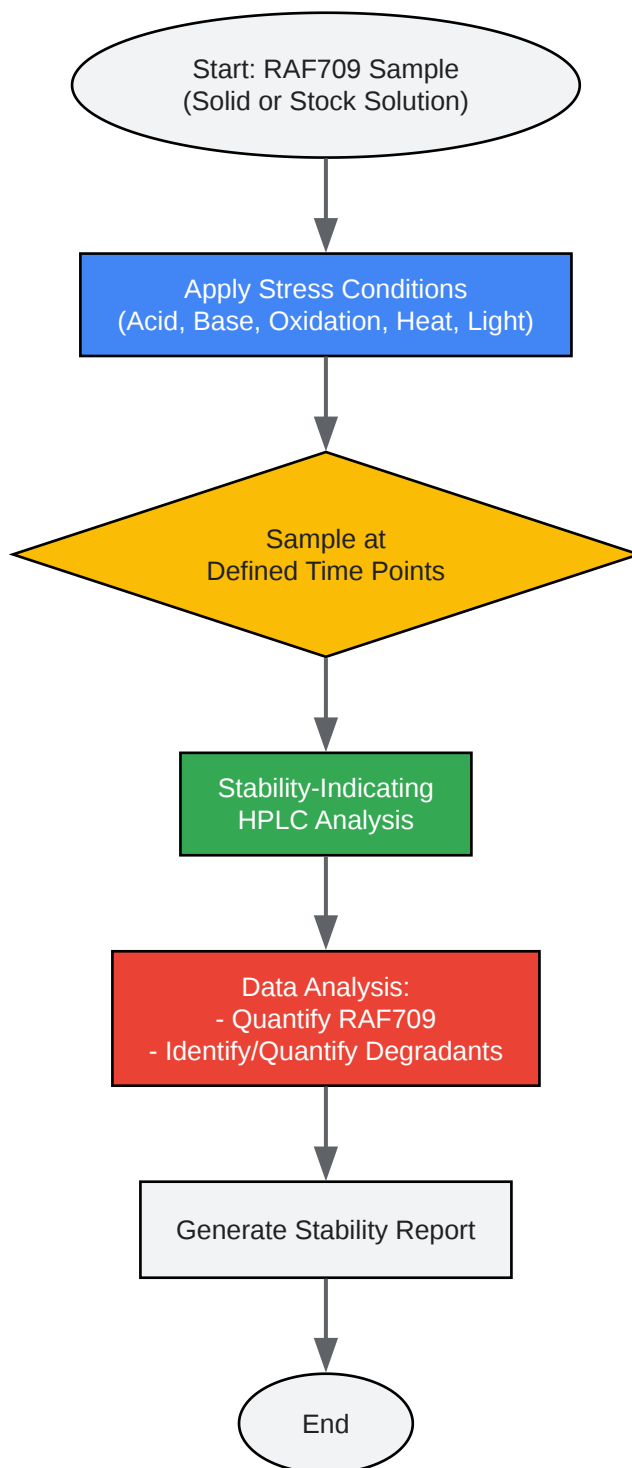 Start: RAF709 Sample
(Solid or Stock Solution)
Apply Stress Conditions
(Acid, Base, Oxidation, Heat, Light)
Sample at
Defined Time Points
Stability-Indicating
HPLC Analysis
Data Analysis:
- Quantify RAF709
- Identify/Quantify Degradants
Generate Stability Report
End